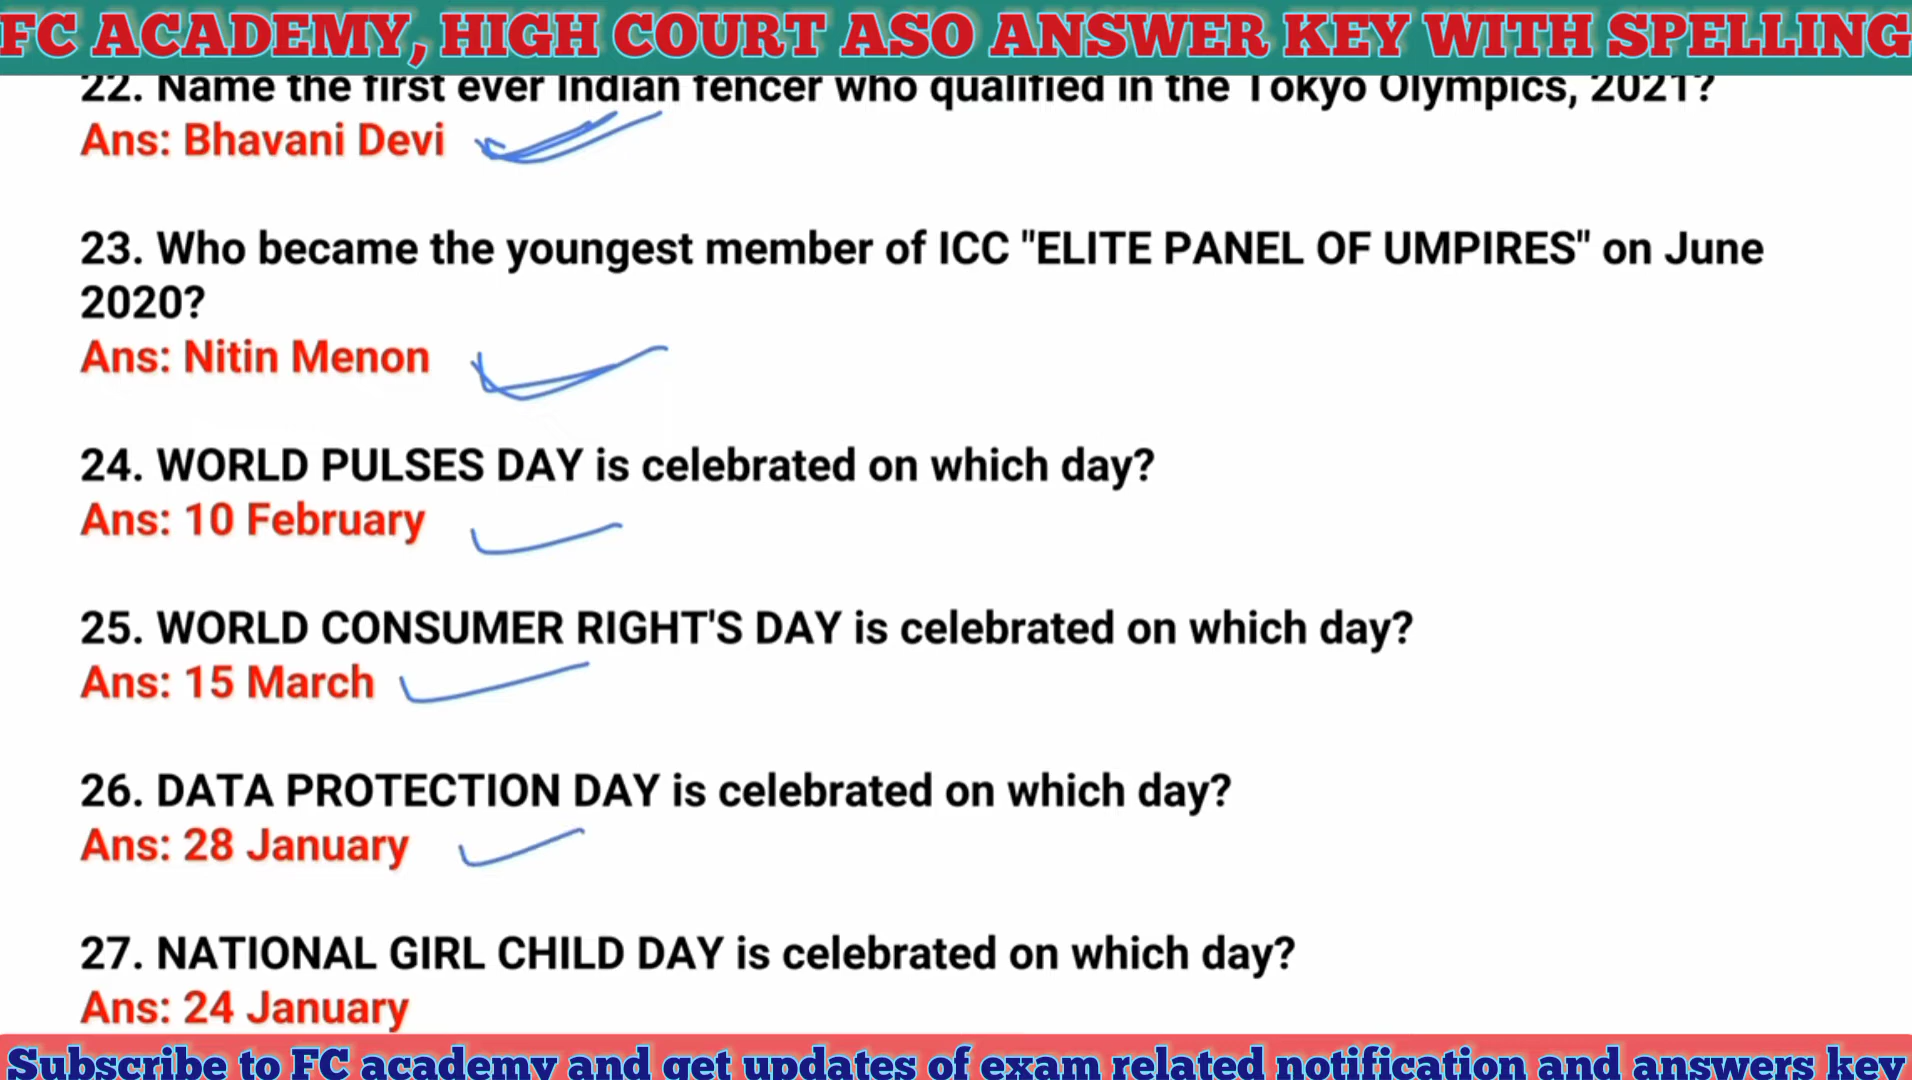 FC ACADEMY, HIGH COURT ASO ANSWER KEY WITH SPELLING
22. Name the first ever Indian fencer who qualified in the Tokyo Olympics, 2021?
Ans: Bhavani Devi
23. Who became the youngest member of ICC "ELITE PANEL OF UMPIRES" on June
2020?
Ans: Nitin Menon
24. WORLD PULSES DAY is celebrated on which day?
Ans: 10 February
25. WORLD CONSUMER RIGHT'S DAY is celebrated on which day?
Ans: 15 March
26. DATA PROTECTION DAY is celebrated on which day?
Ans: 28 January
27. NATIONAL GIRL CHILD DAY is celebrated on which day?
Ans: 24 January
Subscribe to FC academy and get updates of exam related notification and answers key